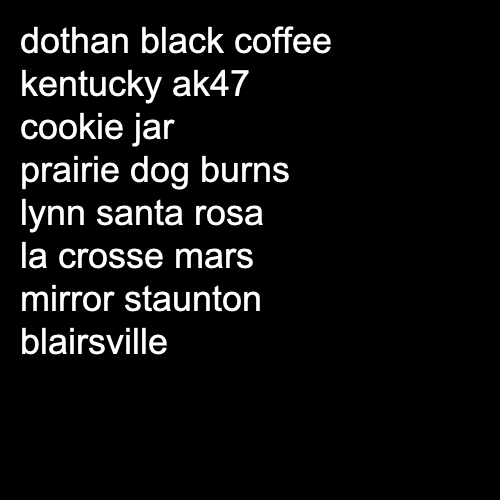 dothan black coffee
kentucky ak47
cookie jar
prairie dog burns
lynn santa rosa
la crosse mars
mirror staunton
blairsville